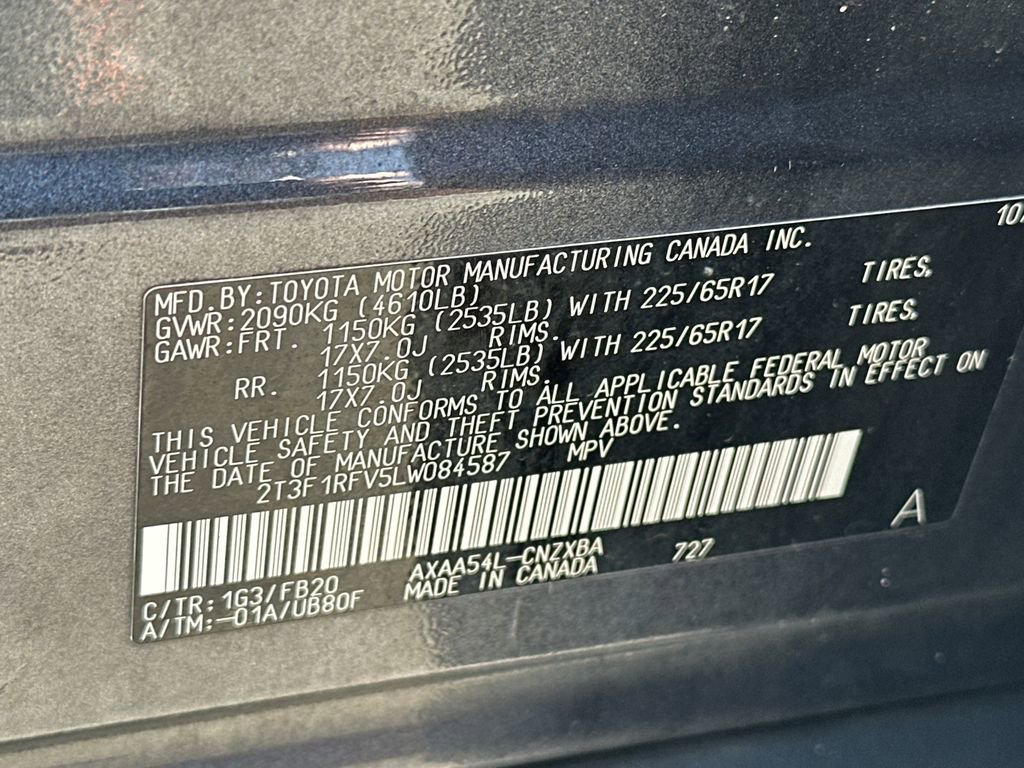 10/
MFD.BY:TOYOTA MOTOR MANUFACTURING CANADA INC.
GVWR:2090KG (4610LB)
GAWR:FRT. 1150KG (2535LB) WITH 225/65R17 TIRES,
17X7.0J RIMS.
RR. 1150KG (2535LB) WITH 225/65R17 TIRES,
17X7.0J RIMS.
THIS VEHICLE CONFORMS TO ALL APPLICABLE FEDERAL MOTOR
VEHICLE SAFETY AND THEFT PREVENTION STANDARDS IN EFFECT ON
THE DATE OF MANUFACTURE SHOWN ABOVE.
2T3F1RFV5LW084587 MPV
A
AXAA54L-CNZXBA 727
C/TR: 1G3/FB20 MADE IN CANADA
A/TM:-01A/UB80F